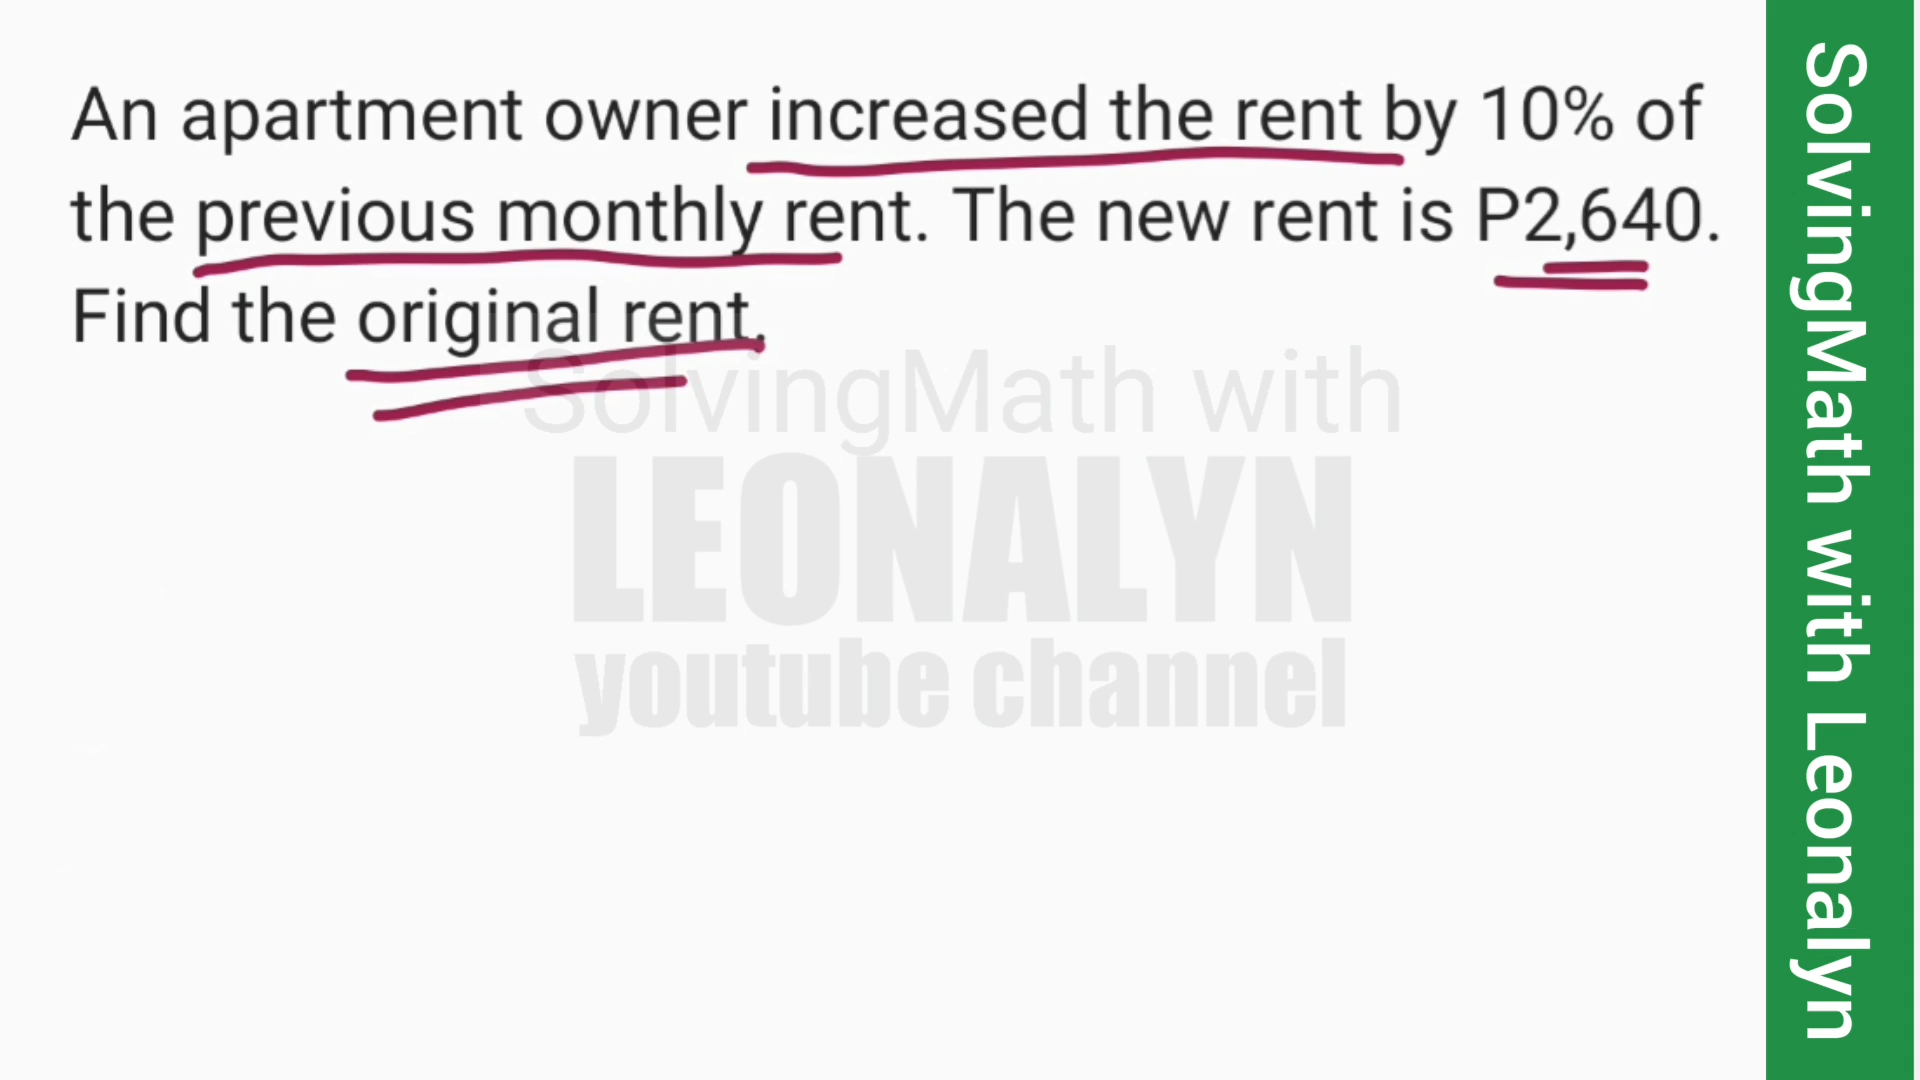 An apartment owner increased the rent by 10% of
the previous monthly rent. The new rent is P2,640.
Find the original rent.
SolvingMath with
LEONALYN
youtube channel
SolvingMath with Leonalyn